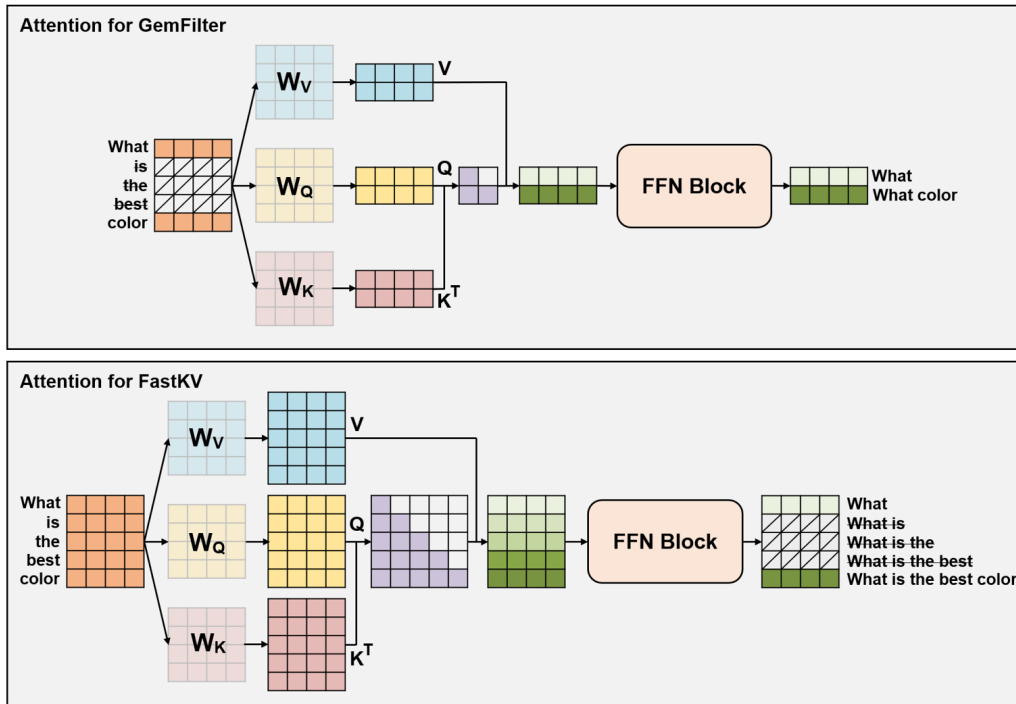 Attention for GemFilter
What
is
the
best
color
W_V
V
W_Q
Q
W_K
K^T
FFN Block
What
What color
Attention for FastKV
What
is
the
best
color
W_V
V
W_Q
Q
W_K
K^T
FFN Block
What
What is
What is the
What is the best
What is the best color